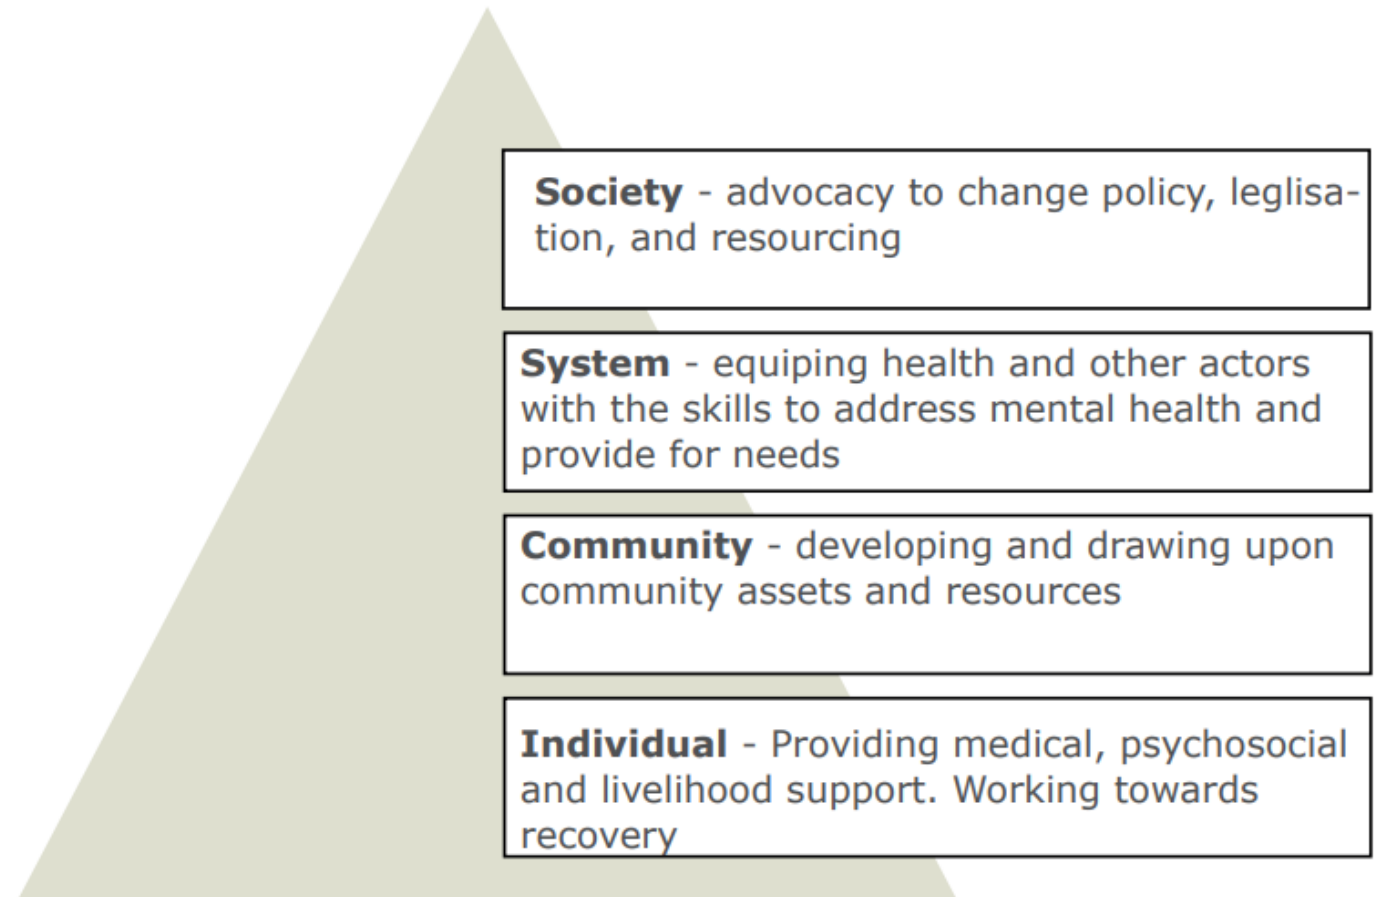 Society - advocacy to change policy, leglisa-
tion, and resourcing
System - equiping health and other actors
with the skills to address mental health and
provide for needs
Community - developing and drawing upon
community assets and resources
Individual - Providing medical, psychosocial
and livelihood support. Working towards
recovery